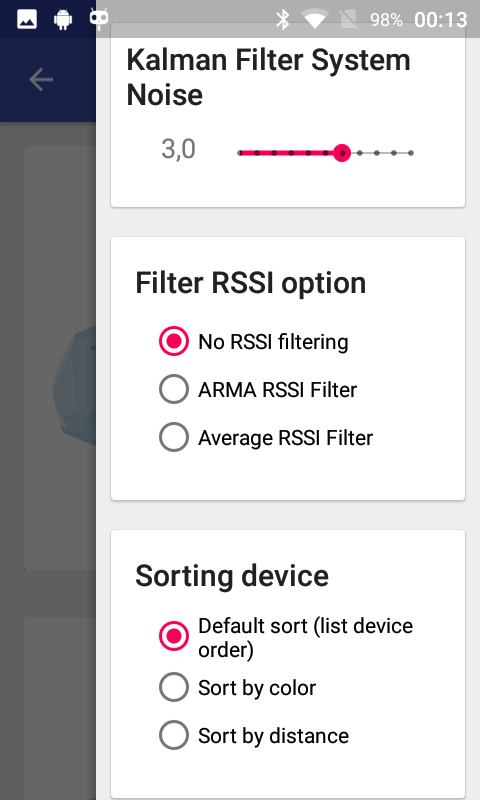 98% 00:13
Kalman Filter System
Noise
3,0
Filter RSSI option
No RSSI filtering
ARMA RSSI Filter
Average RSSI Filter
Sorting device
Default sort (list device
order)
Sort by color
Sort by distance